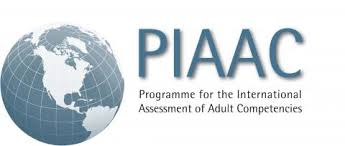 PIAAC
Programme for the International
Assessment of Adult Competencies